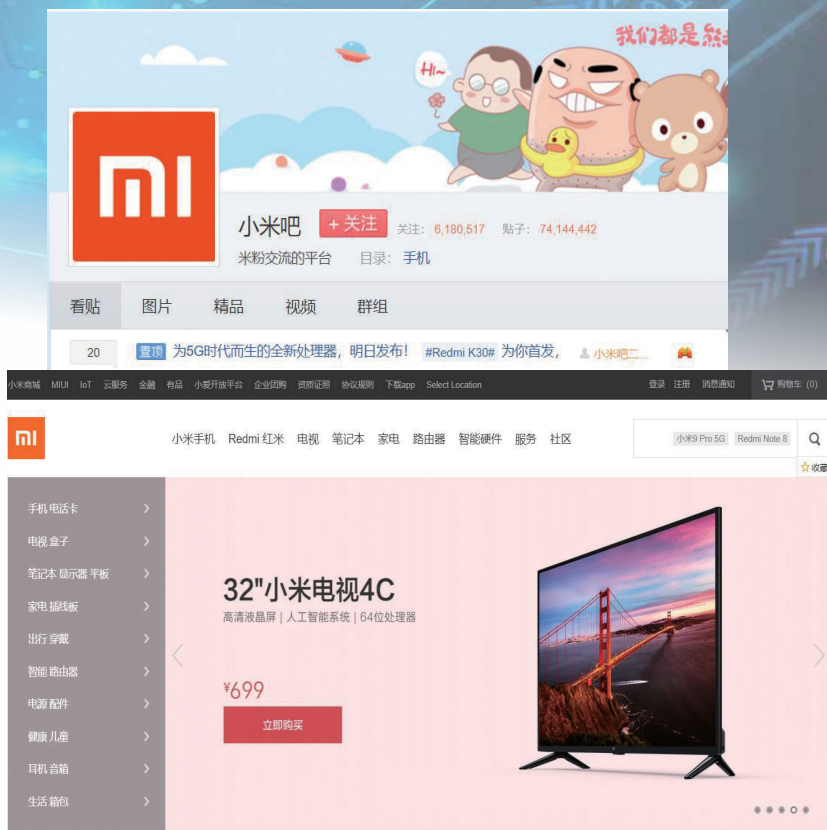 我们都是熊
Hi~
mi
小米吧 +关注 关注: 6,180,517 贴子: 74,144,442
米粉交流的平台 目录: 手机
看贴 图片 精品 视频 群组
20 置顶 为5G时代而生的全新处理器，明日发布！ #Redmi K30# 为你首发， 小米吧二...
小米商城 MIUI IoT 云服务 金融 有品 小爱开放平台 企业团购 资质证照 协议规则 下载app Select Location 登录 注册 消息通知 购物车 (0)
mi 小米手机 Redmi 红米 电视 笔记本 家电 路由器 智能硬件 服务 社区 小米9 Pro 5G Redmi Note 8
收藏
手机 电话卡
电视 盒子
笔记本 显示器 平板
家电 插线板
出行 穿戴
智能 路由器
电源 配件
健康 儿童
耳机 音箱
生活 箱包
32"小米电视4C
高清液晶屏 | 人工智能系统 | 64位处理器
¥699
立即购买